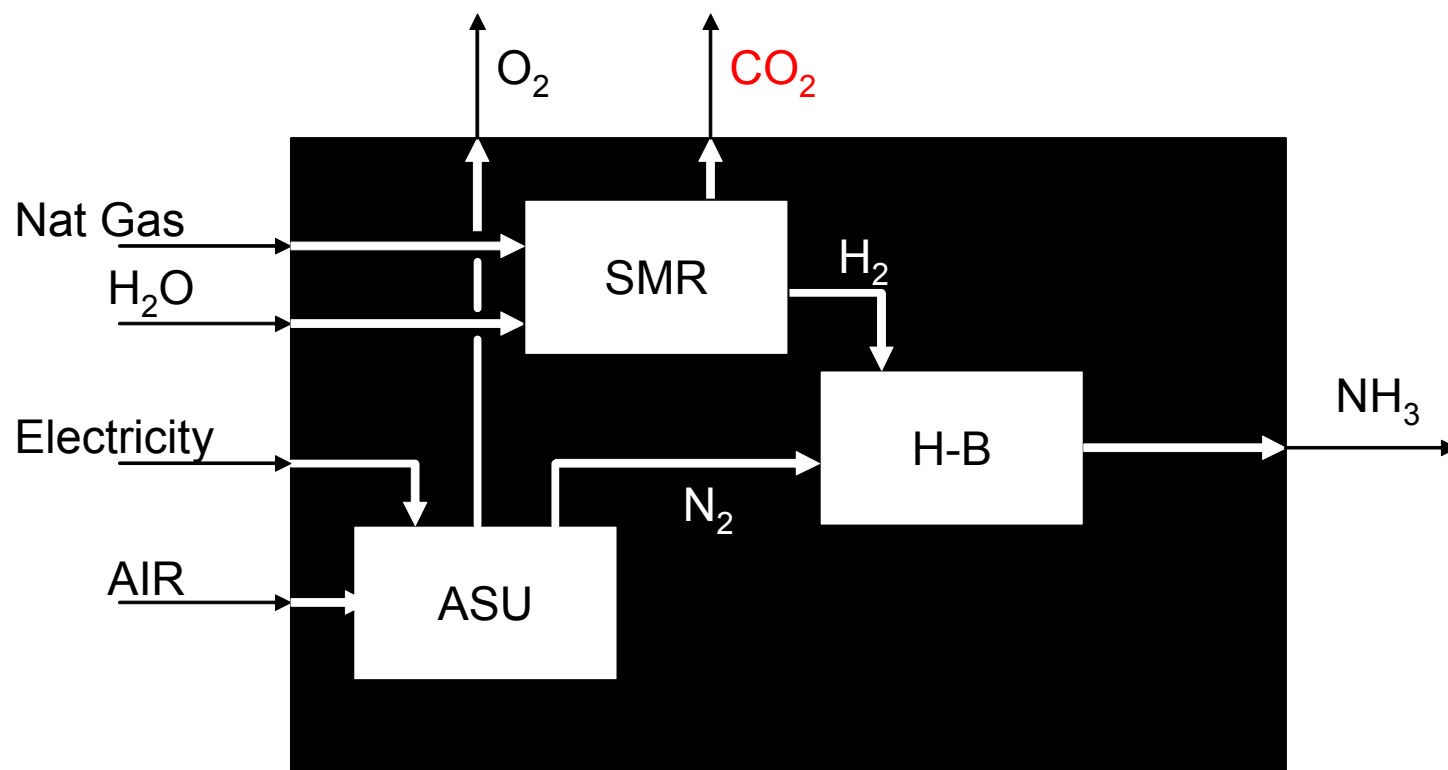 O₂
CO₂
Nat Gas
H₂O
SMR
H₂
Electricity
NH₃
H-B
N₂
AIR
ASU